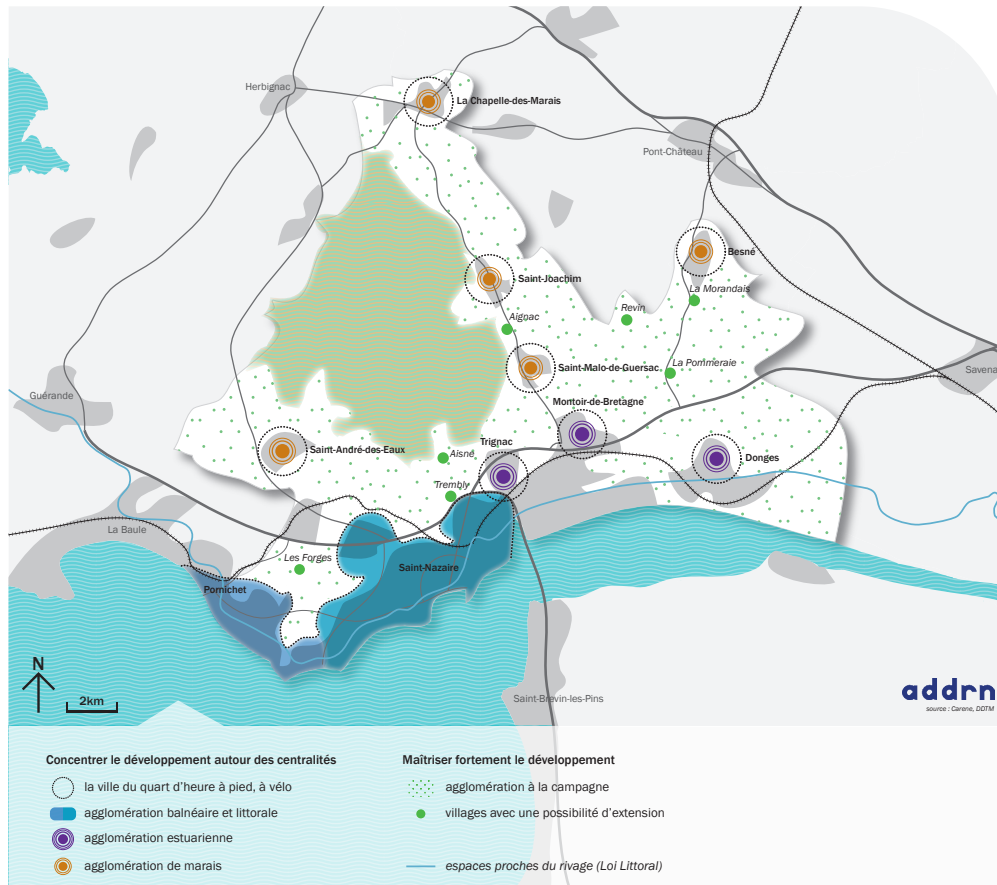 Herbignac
La Chapelle-des-Marais
Pont-Château
Besné
Saint-Joachim
La Morandais
Revin
Aignac
Saint-Malo-de-Guersac
La Pommeraie
Savena
Guérande
Montoir-de-Bretagne
Trignac
Saint-André-des-Eaux
Aisne
Donges
Trembly
La Baule
Les Forges
Saint-Nazaire
Pornichet
N
2km
Saint-Brevin-les-Pins
addrn
source : Carene, DDTM
Concentrer le développement autour des centralités
la ville du quart d'heure à pied, à vélo
agglomération balnéaire et littorale
agglomération estuarienne
agglomération de marais
Maîtriser fortement le développement
agglomération à la campagne
villages avec une possibilité d'extension
espaces proches du rivage (Loi Littoral)